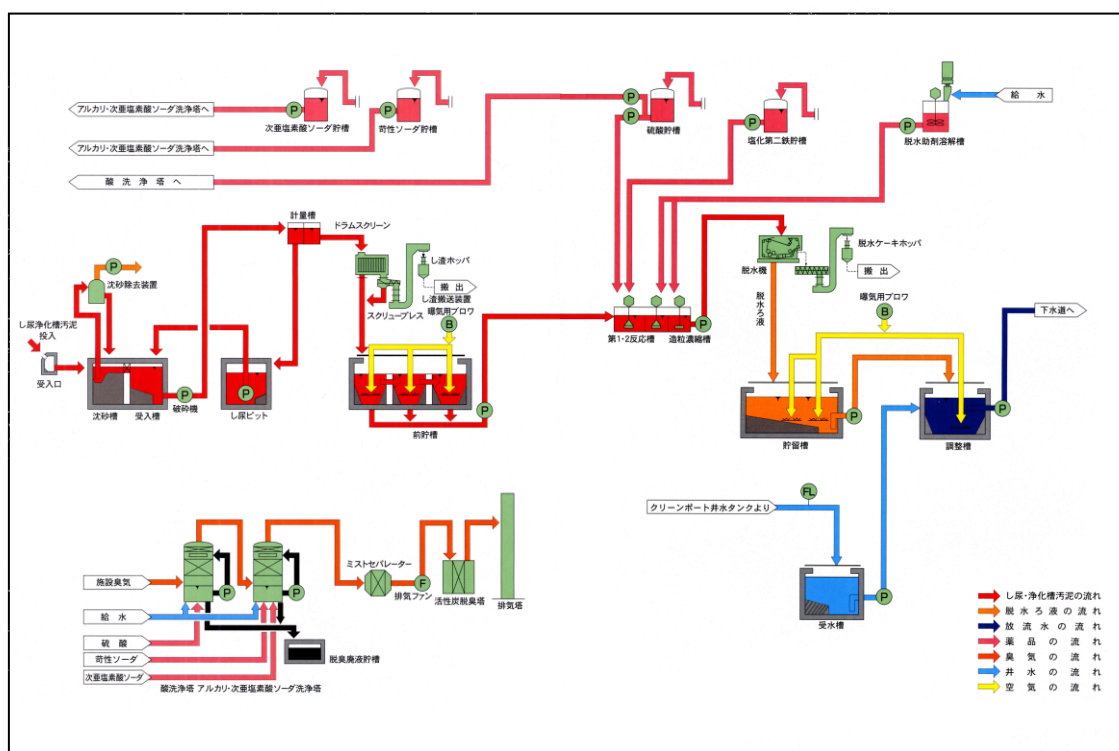 アルカリ・次亜塩素酸ソーダ洗浄塔へ
P
次亜塩素酸ソーダ貯槽
P
苛性ソーダ貯槽
アルカリ・次亜塩素酸ソーダ洗浄塔へ
酸洗浄塔へ
P
P
硫酸貯槽
P
塩化第二鉄貯槽
P
脱水助剤溶解槽
給水
計量槽
ドラムスクリーン
し渣ホッパ
搬出
し渣搬送装置
スクリュープレス
曝気用ブロワ
B
P
沈砂除去装置
し尿浄化槽汚泥
投入
受入口
沈砂槽
受入槽
P
破砕機
P
し尿ピット
前貯槽
P
第1・2反応槽
造粒濃縮槽
P
脱水機
脱水ケーキホッパ
搬出
脱水ろ液
曝気用ブロワ
B
下水道へ
貯留槽
P
調整槽
P
クリーンポート井水タンクより
FL
受水槽
P
施設臭気
給水
硫酸
苛性ソーダ
次亜塩素酸ソーダ
P
P
酸洗浄塔
アルカリ・次亜塩素酸ソーダ洗浄塔
脱臭廃液貯槽
ミストセパレーター
F
排気ファン
活性炭脱臭塔
排気塔
し尿・浄化槽汚泥の流れ
脱水ろ液の流れ
放流水の流れ
薬品の流れ
臭気の流れ
井水の流れ
空気の流れ